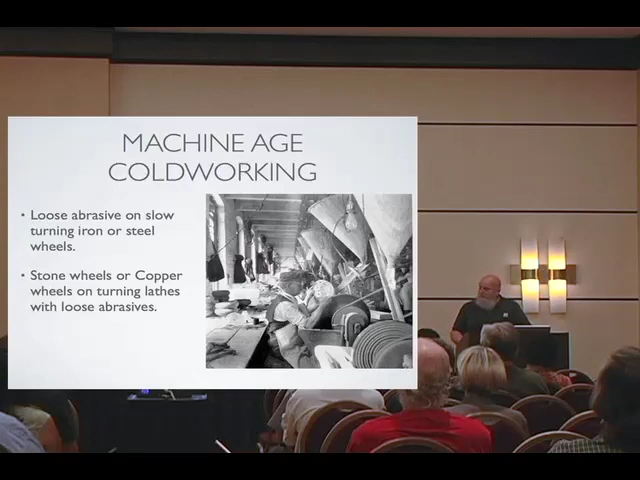 MACHINE AGE
COLDWORKING
• Loose abrasive on slow
turning iron or steel
wheels.
• Stone wheels or Copper
wheels on turning lathes
with loose abrasives.